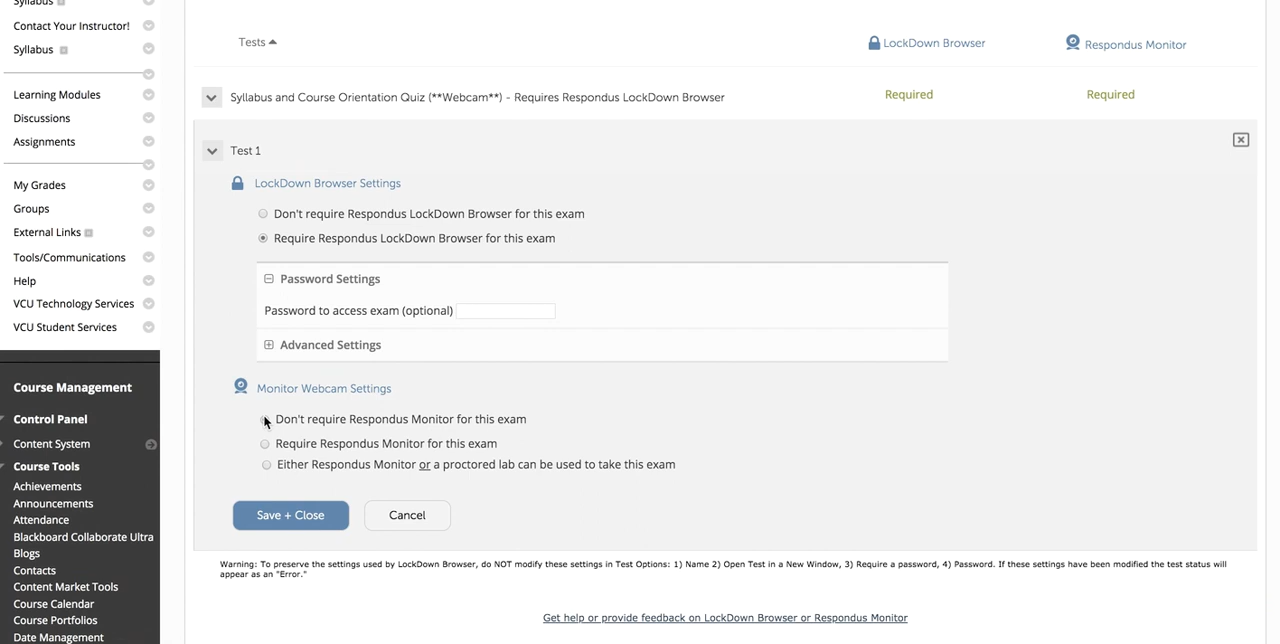 Syllabus
Contact Your Instructor!
Syllabus
Learning Modules
Discussions
Assignments
My Grades
Groups
External Links
Tools/Communications
Help
VCU Technology Services
VCU Student Services
Course Management
Control Panel
Content System
Course Tools
Achievements
Announcements
Attendance
Blackboard Collaborate Ultra
Blogs
Contacts
Content Market Tools
Course Calendar
Course Portfolios
Date Management
Tests LockDown Browser Respondus Monitor
Syllabus and Course Orientation Quiz (**Webcam**) - Requires Respondus LockDown Browser Required Required
Test 1
LockDown Browser Settings
Don't require Respondus LockDown Browser for this exam
Require Respondus LockDown Browser for this exam
Password Settings
Password to access exam (optional)
Advanced Settings
Monitor Webcam Settings
Don't require Respondus Monitor for this exam
Require Respondus Monitor for this exam
Either Respondus Monitor or a proctored lab can be used to take this exam
Save + Close Cancel
Warning: To preserve the settings used by LockDown Browser, do NOT modify these settings in Test Options: 1) Name 2) Open Test in a New Window, 3) Require a password, 4) Password. If these settings have been modified the test status will
appear as an "Error."
Get help or provide feedback on LockDown Browser or Respondus Monitor